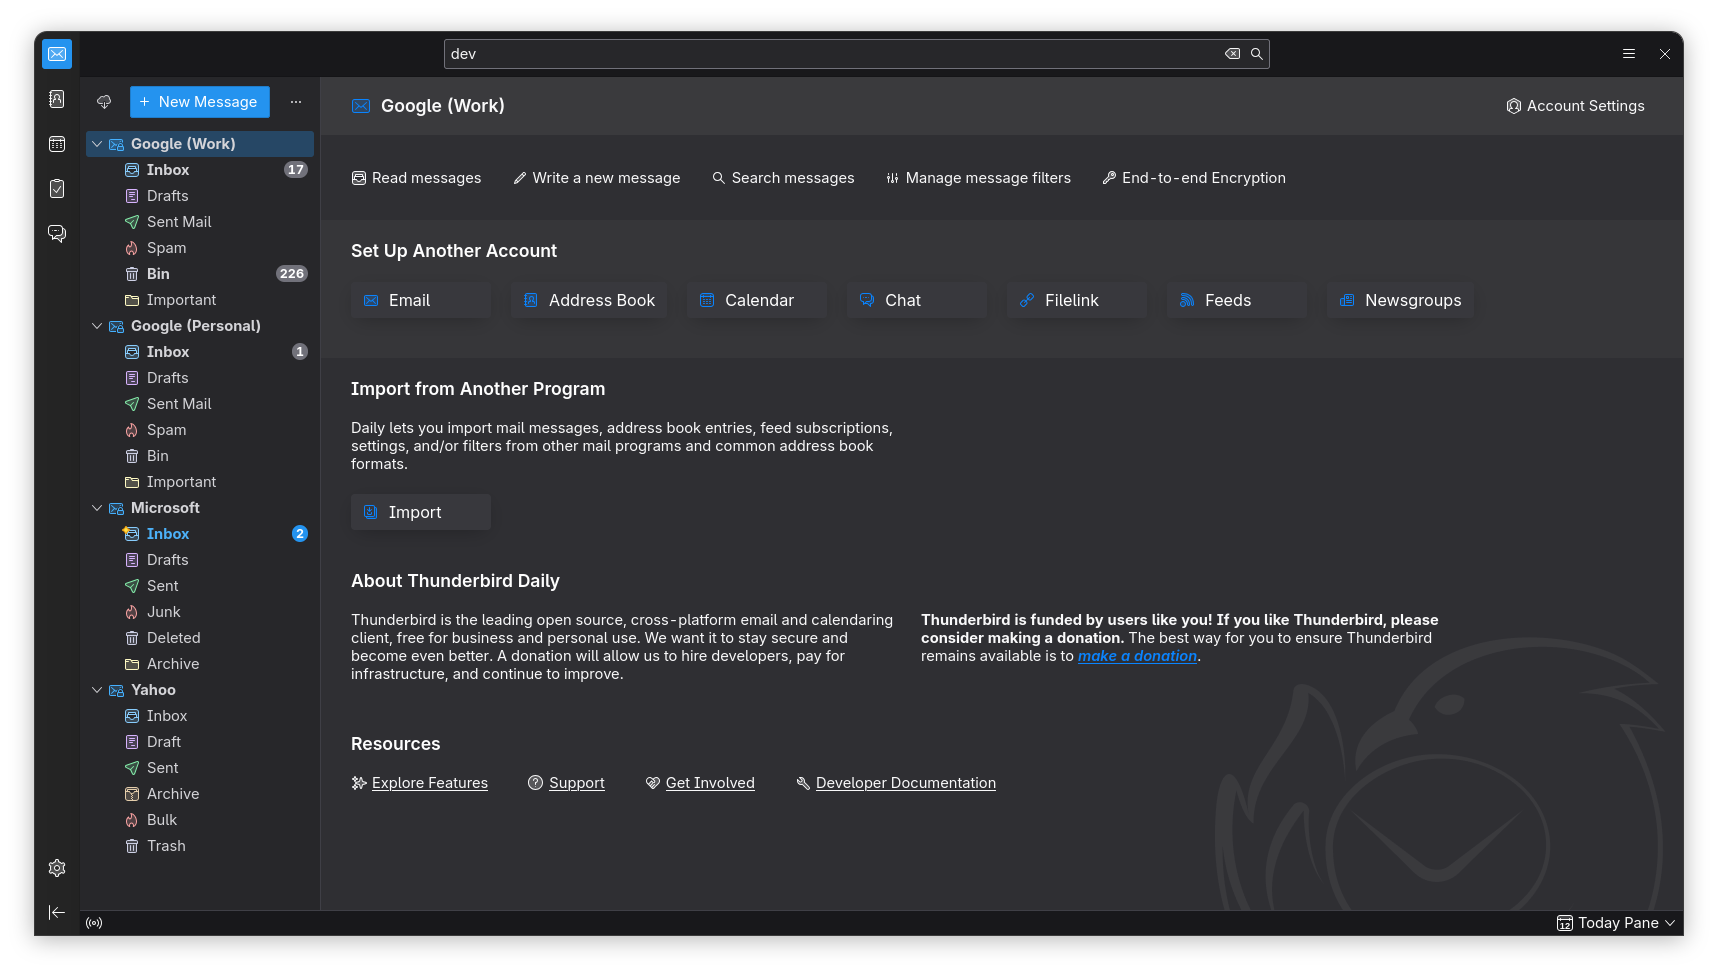 dev
New Message
Google (Work)
Inbox 17
Drafts
Sent Mail
Spam
Bin 226
Important
Google (Personal)
Inbox 1
Drafts
Sent Mail
Spam
Bin
Important
Microsoft
Inbox 2
Drafts
Sent
Junk
Deleted
Archive
Yahoo
Inbox
Draft
Sent
Archive
Bulk
Trash
Google (Work)
Account Settings
Read messages
Write a new message
Search messages
Manage message filters
End-to-end Encryption
Set Up Another Account
Email
Address Book
Calendar
Chat
Filelink
Feeds
Newsgroups
Import from Another Program
Daily lets you import mail messages, address book entries, feed subscriptions,
settings, and/or filters from other mail programs and common address book
formats.
Import
About Thunderbird Daily
Thunderbird is the leading open source, cross-platform email and calendaring
client, free for business and personal use. We want it to stay secure and
become even better. A donation will allow us to hire developers, pay for
infrastructure, and continue to improve.
Thunderbird is funded by users like you! If you like Thunderbird, please
consider making a donation. The best way for you to ensure Thunderbird
remains available is to make a donation.
Resources
Explore Features
Support
Get Involved
Developer Documentation
12 Today Pane